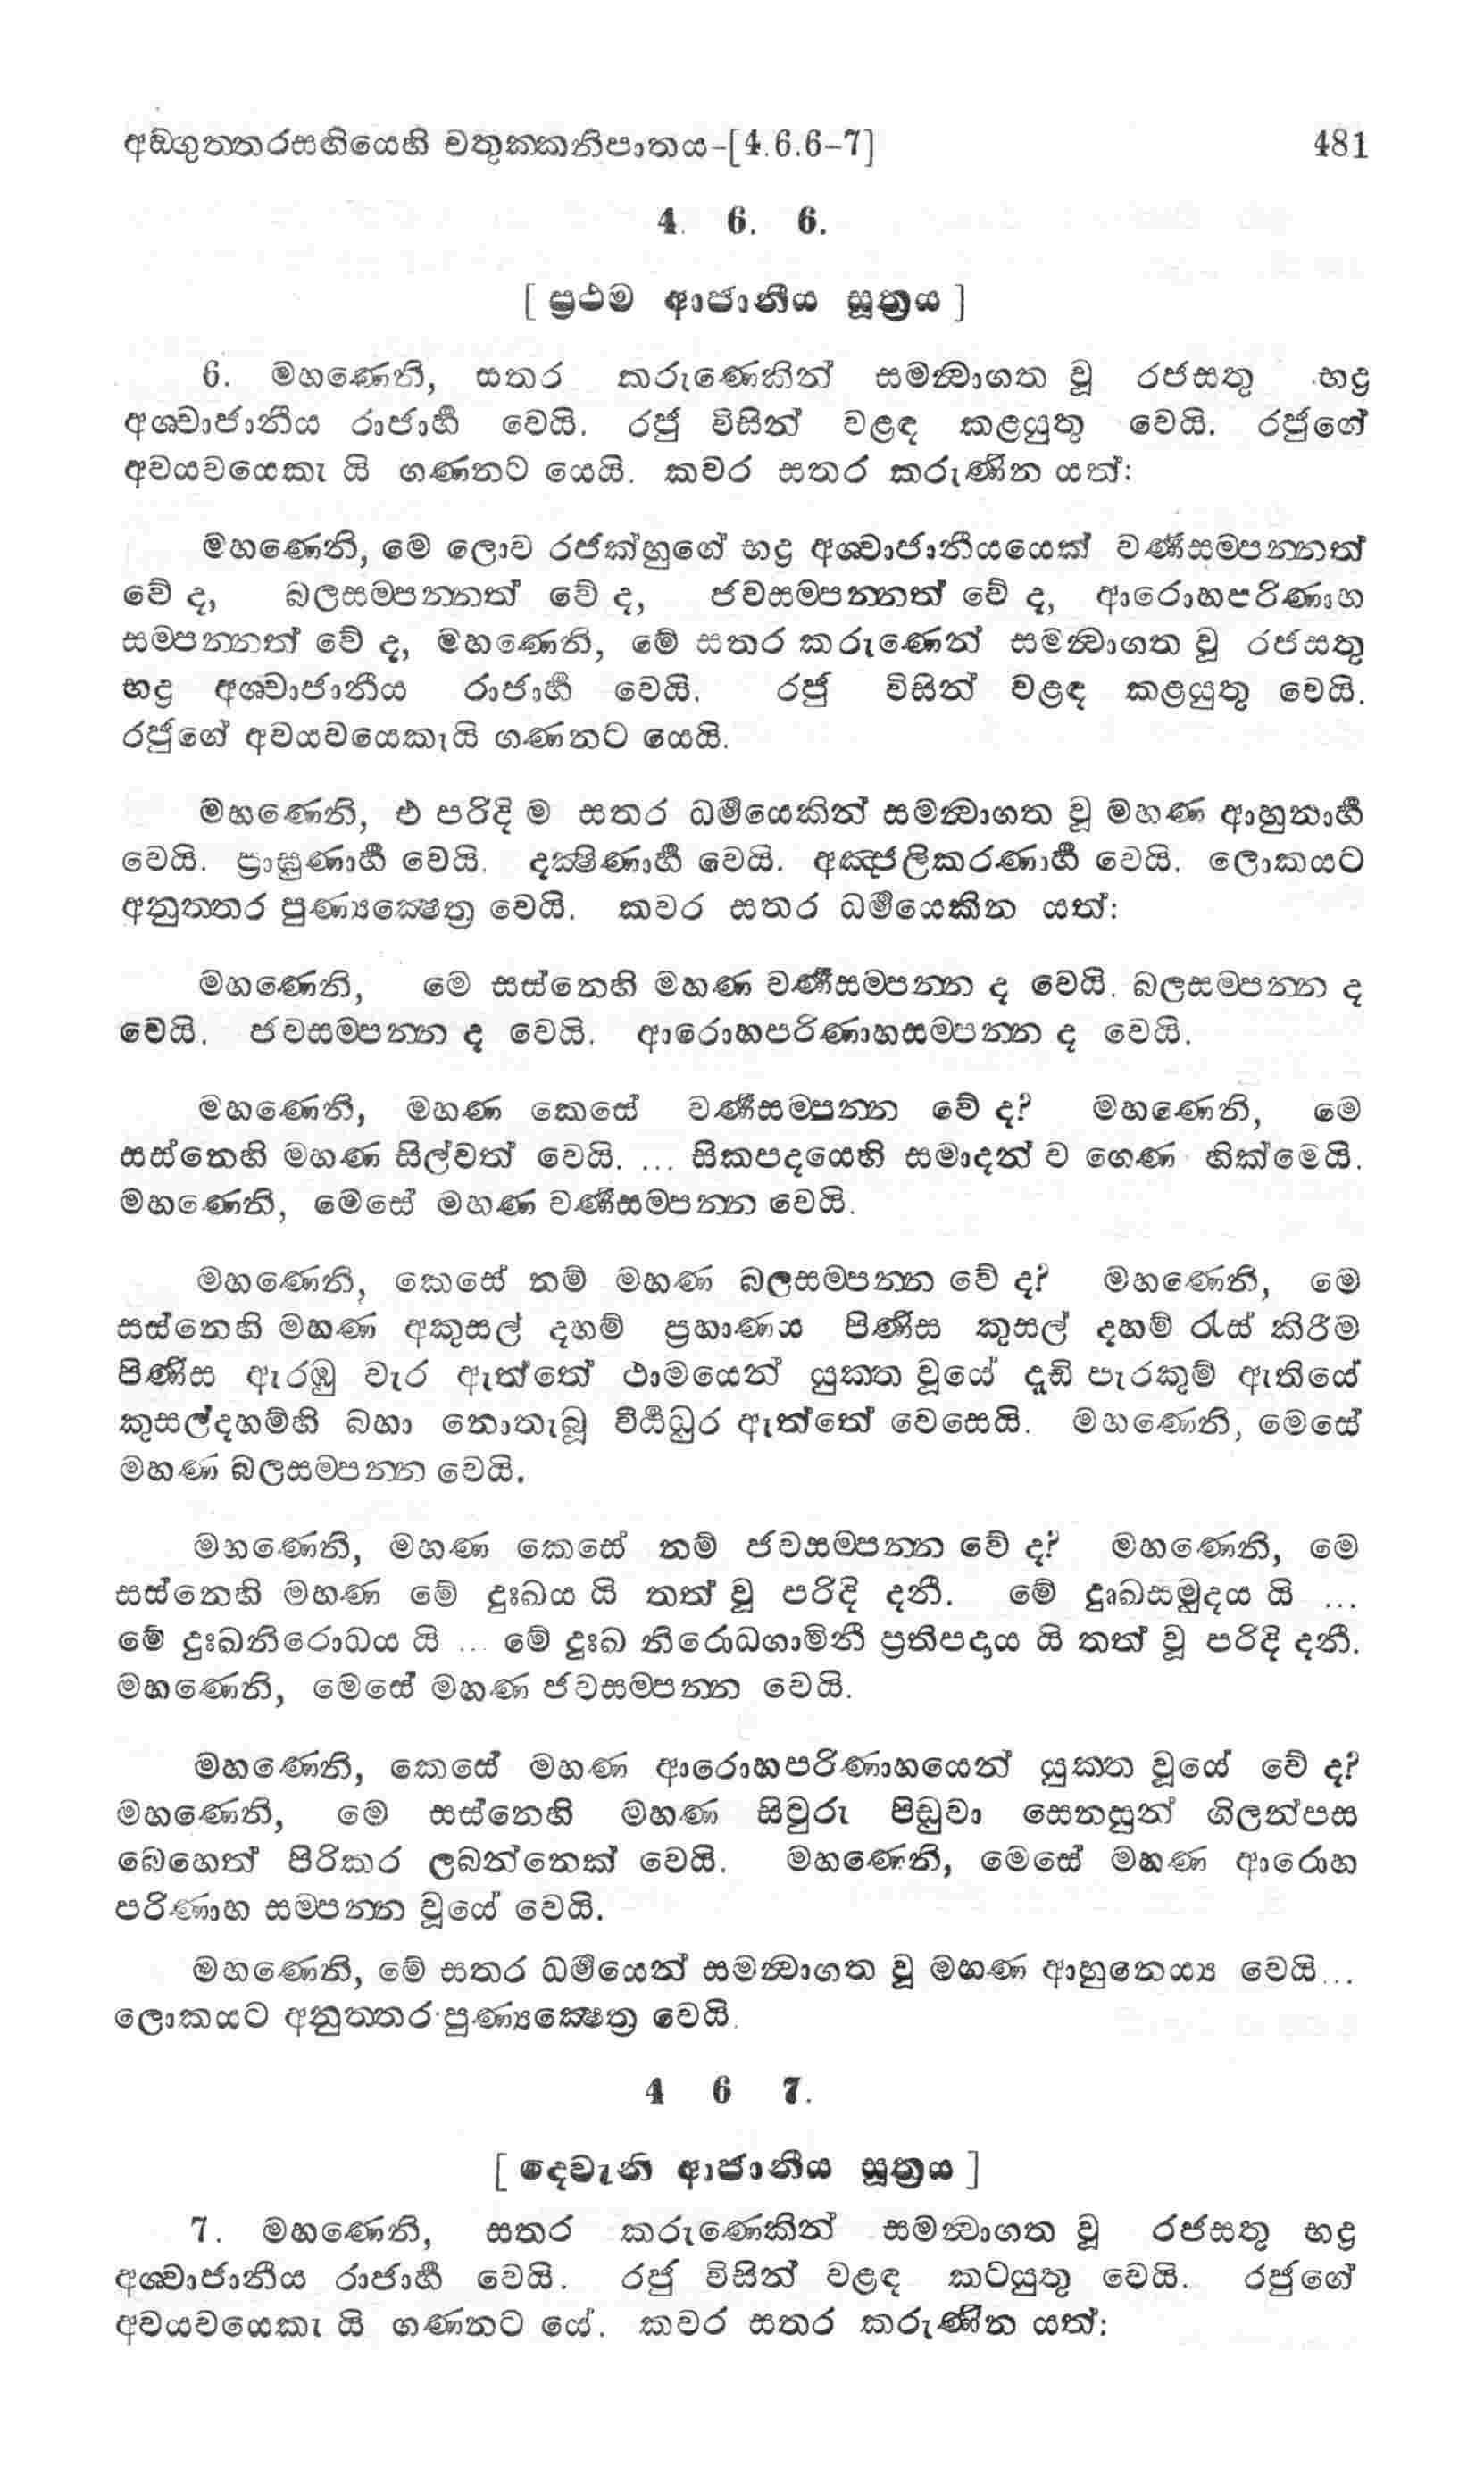 අඞ්ගුත්තරසඟියෙහි චතුක්කනිපාතය-[4.6.6-7] 481
4. 6. 6.
[ ප්‍රථම ආජානීය සූත්‍රය ]
6. මහණෙනි, සතර කරුණෙකින් සමන්‍වාගත වූ රජසතු භද්‍ර
අශ්‍වාජානීය රාජාර්‍හ වෙයි. රජු විසින් වළඳ කළයුතු වෙයි. රජුගේ
අවයවයෙකැ යි ගණනට යෙයි. කවර සතර කරුණින යත්:
මහණෙනි, මෙ ලොව රජක්හුගේ භද්‍ර අශ්‍වාජානීයයෙක් වර්‍ණසම්පන්නත්
වේ ද, බලසම්පන්නත් වේ ද, ජවසම්පන්නත් වේ ද, ආරොහපරිණාහ
සම්පන්නත් වේ ද, මහණෙනි, මේ සතර කරුණෙන් සමන්‍වාගත වූ රජසතු
භද්‍ර අශ්‍වාජානීය රාජාර්‍හ වෙයි. රජු විසින් වළඳ කළයුතු වෙයි.
රජුගේ අවයවයෙකැයි ගණනට යෙයි.
මහණෙනි, එ පරිදි ම සතර ධර්‍මයෙකින් සමන්‍වාගත වූ මහණ ආහුනාර්‍හ
වෙයි. ප්‍රාඝුණාර්‍හ වෙයි. දක්‍ෂිණාර්‍හ වෙයි. අඤ්ජලිකරණාර්‍හ වෙයි. ලොකයට
අනුත්තර පුණ්‍යක්‍ෂෙත්‍ර වෙයි. කවර සතර ධර්‍මයෙකින යත්:
මහණෙනි, මෙ සස්නෙහි මහණ වර්‍ණසම්පන්න ද වෙයි. බලසම්පන්න ද
වෙයි. ජවසම්පන්න ද වෙයි. ආරොහපරිණාහසම්පන්න ද වෙයි.
මහණෙනි, මහණ කෙසේ වර්‍ණසම්පන්න වේ ද? මහණෙනි, මෙ
සස්නෙහි මහණ සිල්වත් වෙයි. ... සිකපදයෙහි සමාදන් ව ගෙණ හික්මෙයි.
මහණෙනි, මෙසේ මහණ වර්‍ණසම්පන්න වෙයි.
මහණෙනි, කෙසේ නම් මහණ බලසම්පන්න වේ ද? මහණෙනි, මෙ
සස්නෙහි මහණ අකුසල් දහම් ප්‍රහාණය පිණිස කුසල් දහම් රැස් කිරීම
පිණිස ඇරඹු වැර ඇත්තේ ථාමයෙන් යුක්ත වූයේ දැඩි පැරකුම් ඇතියේ
කුසල්දහම්හි බහා නොතැබූ වීර්‍ය්‍යධුර ඇත්තේ වෙසෙයි. මහණෙනි, මෙසේ
මහණ බලසම්පන්න වෙයි.
මහණෙනි, මහණ කෙසේ නම් ජවසම්පන්න වේ ද? මහණෙනි, මෙ
සස්නෙහි මහණ මේ දුඃඛය යි තත් වූ පරිදි දනී. මේ දුඃඛසමුදය යි ...
මේ දුඃඛනිරොධය යි ... මේ දුඃඛ නිරොධගාමිනී ප්‍රතිපදාය යි තත් වූ පරිදි දනී.
මහණෙනි, මෙසේ මහණ ජවසම්පන්න වෙයි.
මහණෙනි, කෙසේ මහණ ආරොහපරිණාහයෙන් යුක්ත වූයේ වේ ද?
මහණෙනි, මෙ සස්නෙහි මහණ සිවුරු පිඩුවා සෙනසුන් ගිලන්පස
බෙහෙත් පිරිකර ලබන්නෙක් වෙයි. මහණෙනි, මෙසේ මහණ ආරොහ
පරිණාහ සම්පන්න වූයේ වෙයි.
මහණෙනි, මේ සතර ධර්‍මයෙන් සමන්‍වාගත වූ මහණ ආහුනෙය්‍ය වෙයි...
ලොකයට අනුත්තර පුණ්‍යක්‍ෂෙත්‍ර වෙයි.
4 6 7.
[ දෙවැනි ආජානීය සූත්‍රය ]
7. මහණෙනි, සතර කරුණෙකින් සමන්‍වාගත වූ රජසතු භද්‍ර
අශ්‍වාජානීය රාජාර්‍හ වෙයි. රජු විසින් වළඳ කටයුතු වෙයි. රජුගේ
අවයවයෙකැ යි ගණනට යේ. කවර සතර කරුණින යත්: